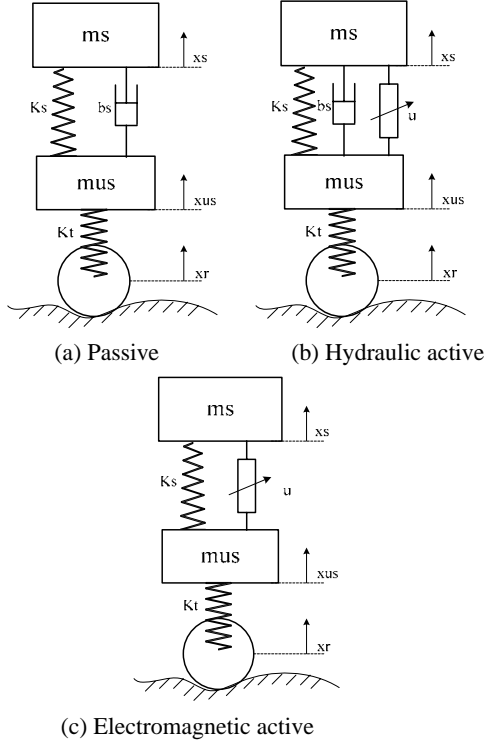 ms
xs
Ks
bs
mus
xus
Kt
xr
(a) Passive
ms
xs
Ks
bs
u
mus
xus
Kt
xr
(b) Hydraulic active
ms
xs
Ks
u
mus
xus
Kt
xr
(c) Electromagnetic active